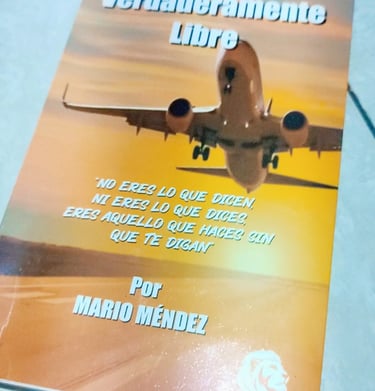 Verdaderamente
Libre
"NO ERES LO QUE DICEN,
NI ERES LO QUE DICES,
ERES AQUELLO QUE HACES SIN
QUE TE DIGAN"
Por
MARIO MÉNDEZ